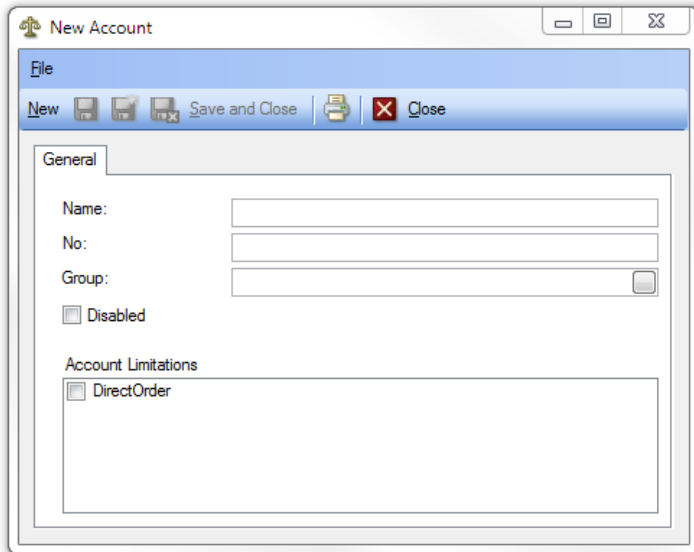 New Account
File
New Save and Close Close
General
Name:
No:
Group:
Disabled
Account Limitations
DirectOrder